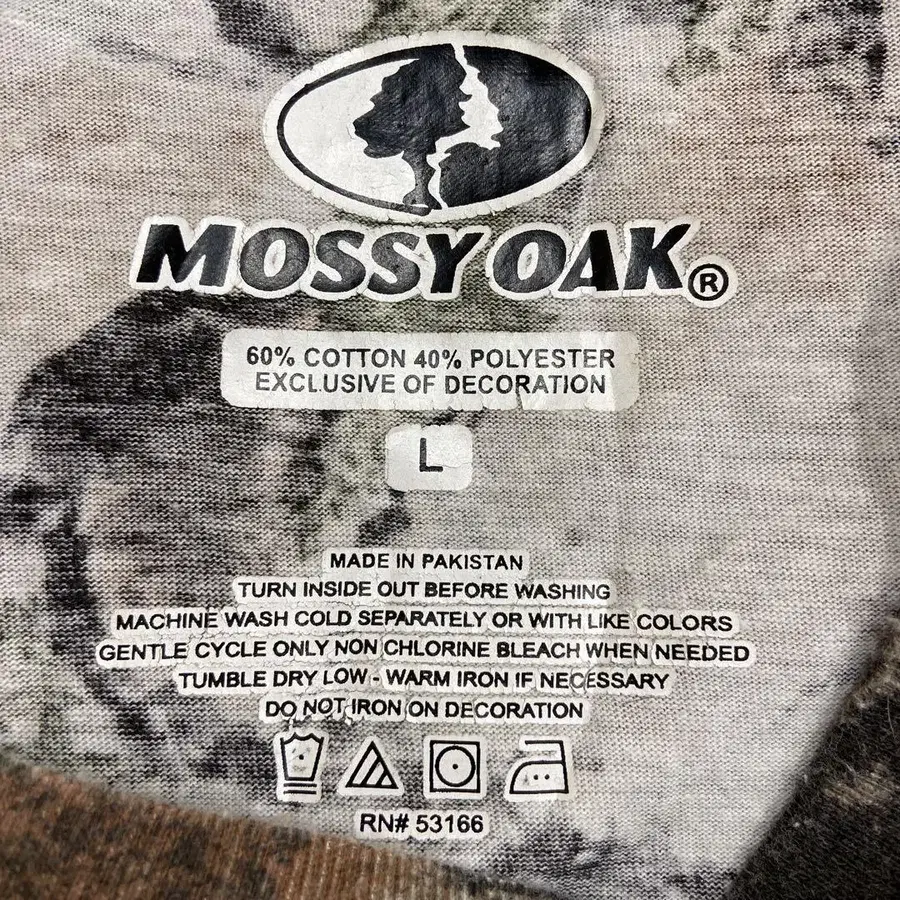 MOSSY OAK®
60% COTTON 40% POLYESTER
EXCLUSIVE OF DECORATION
L
MADE IN PAKISTAN
TURN INSIDE OUT BEFORE WASHING
MACHINE WASH COLD SEPARATELY OR WITH LIKE COLORS
GENTLE CYCLE ONLY NON CHLORINE BLEACH WHEN NEEDED
TUMBLE DRY LOW - WARM IRON IF NECESSARY
DO NOT IRON ON DECORATION
RN# 53166